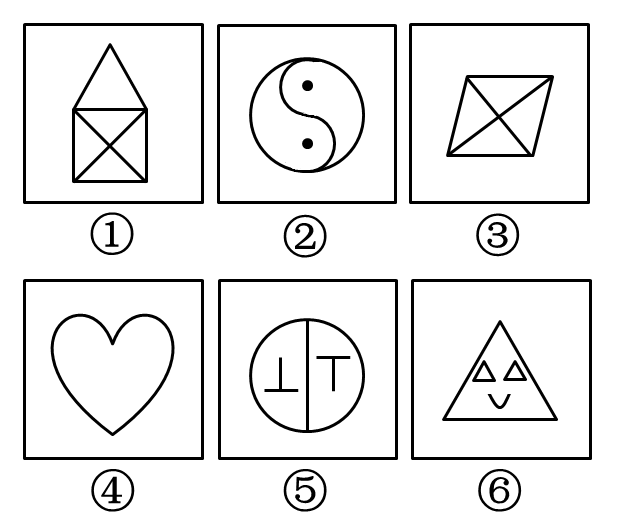 ① ② ③
④ ⑤ ⑥